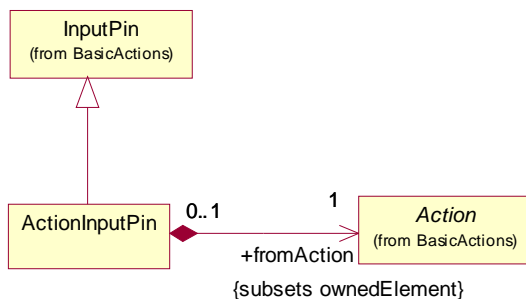 InputPin
(from BasicActions)
0..1
1
ActionInputPin
Action
(from BasicActions)
+fromAction
{subsets ownedElement}